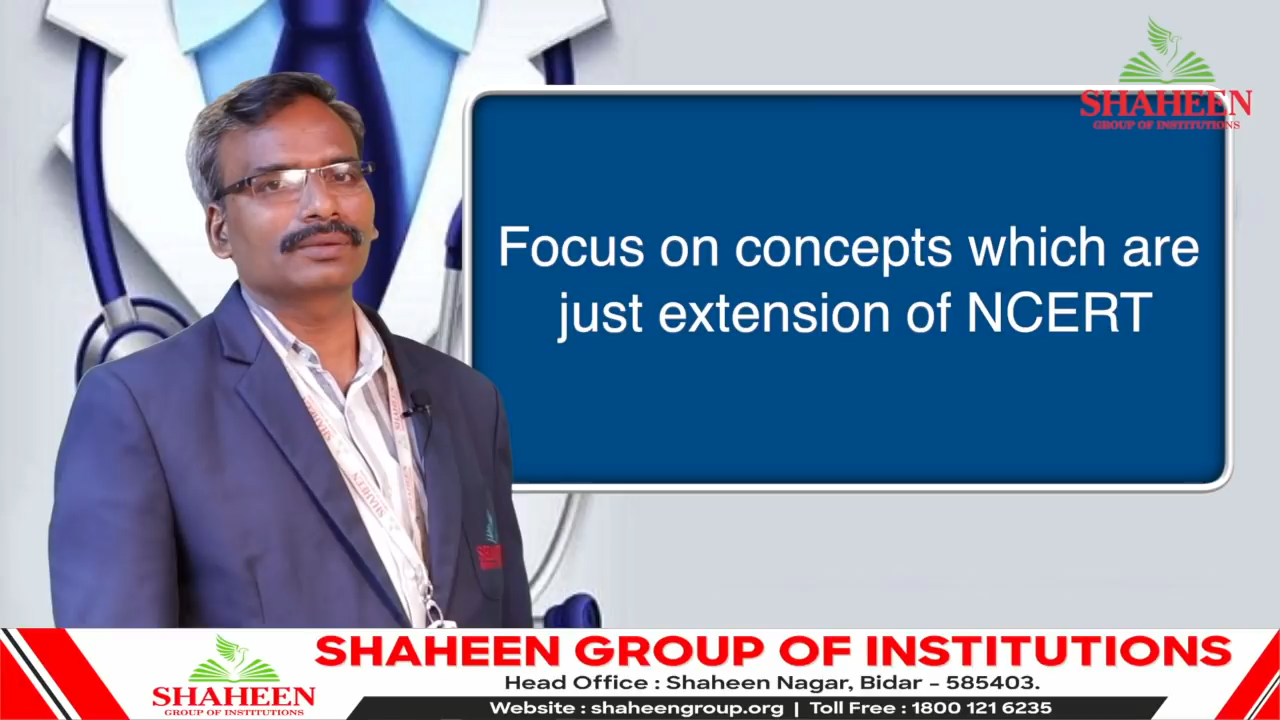 SHAHEEN
GROUP OF INSTITUTIONS
Focus on concepts which are
just extension of NCERT
SHAHEEN
SHAHEEN
GROUP OF INSTITUTIONS
SHAHEEN GROUP OF INSTITUTIONS
Head Office : Shaheen Nagar, Bidar - 585403.
Website : shaheengroup.org | Toll Free : 1800 121 6235